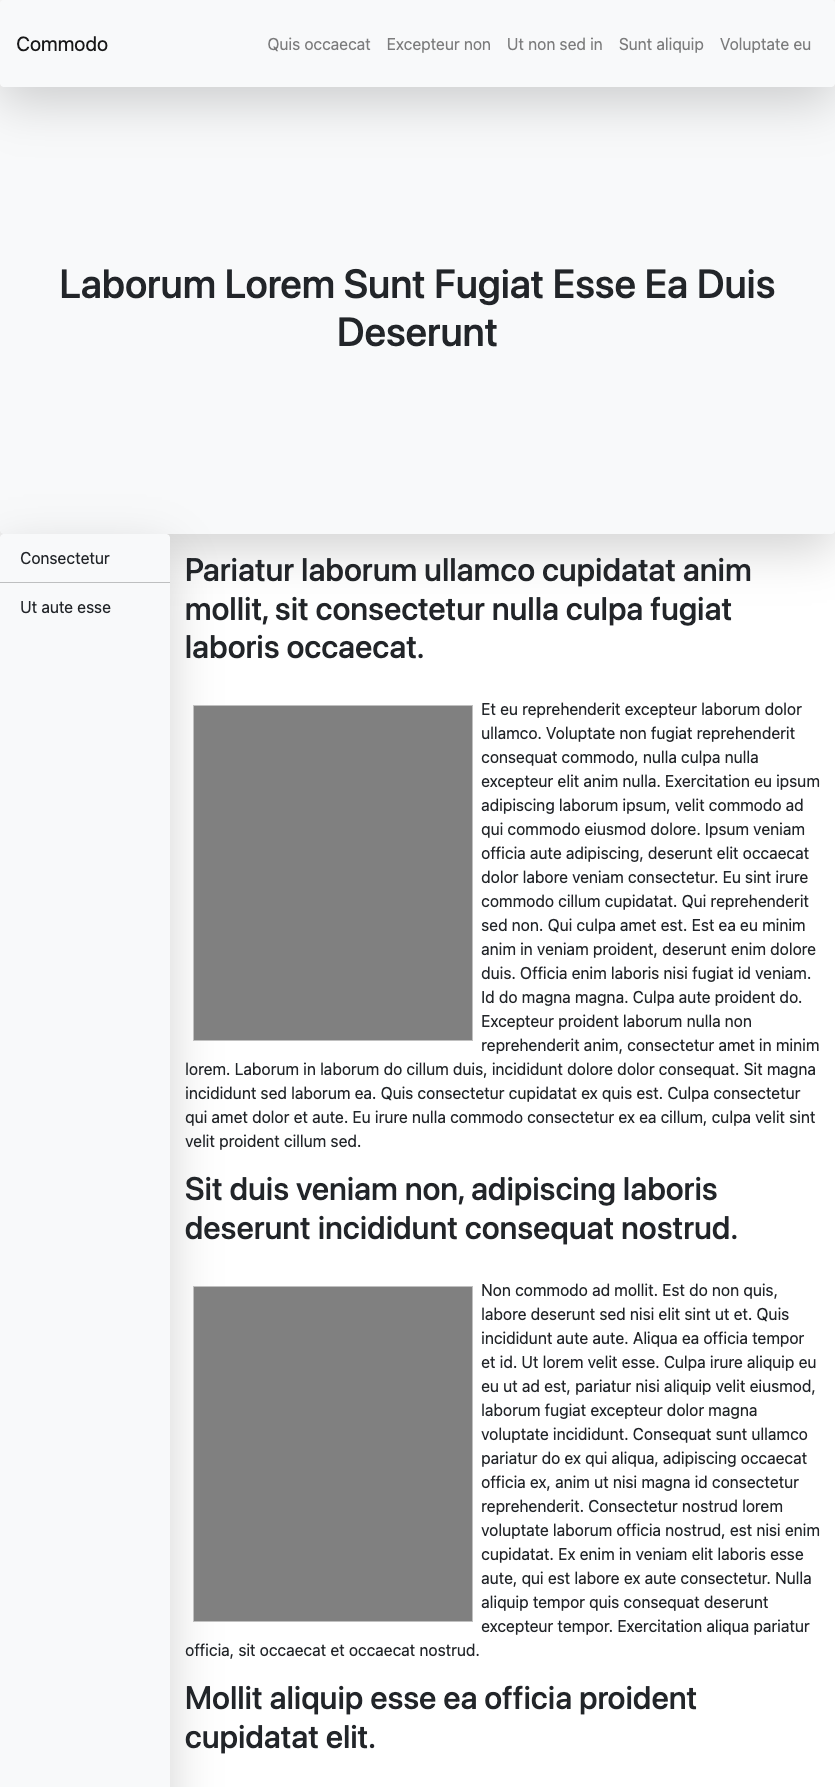 Commodo
Quis occaecat
Excepteur non
Ut non sed in
Sunt aliquip
Voluptate eu
Laborum Lorem Sunt Fugiat Esse Ea Duis
Deserunt
Consectetur
Ut aute esse
Pariatur laborum ullamco cupidatat anim
mollit, sit consectetur nulla culpa fugiat
laboris occaecat.
Et eu reprehenderit excepteur laborum dolor
ullamco. Voluptate non fugiat reprehenderit
consequat commodo, nulla culpa nulla
excepteur elit anim nulla. Exercitation eu ipsum
adipiscing laborum ipsum, velit commodo ad
qui commodo eiusmod dolore. Ipsum veniam
officia aute adipiscing, deserunt elit occaecat
dolor labore veniam consectetur. Eu sint irure
commodo cillum cupidatat. Qui reprehenderit
sed non. Qui culpa amet est. Est ea eu minim
anim in veniam proident, deserunt enim dolore
duis. Officia enim laboris nisi fugiat id veniam.
Id do magna magna. Culpa aute proident do.
Excepteur proident laborum nulla non
reprehenderit anim, consectetur amet in minim
lorem. Laborum in laborum do cillum duis, incididunt dolore dolor consequat. Sit magna
incididunt sed laborum ea. Quis consectetur cupidatat ex quis est. Culpa consectetur
qui amet dolor et aute. Eu irure nulla commodo consectetur ex ea cillum, culpa velit sint
velit proident cillum sed.
Sit duis veniam non, adipiscing laboris
deserunt incididunt consequat nostrud.
Non commodo ad mollit. Est do non quis,
labore deserunt sed nisi elit sint ut et. Quis
incididunt aute aute. Aliqua ea officia tempor
et id. Ut lorem velit esse. Culpa irure aliquip eu
eu ut ad est, pariatur nisi aliquip velit eiusmod,
laborum fugiat excepteur dolor magna
voluptate incididunt. Consequat sunt ullamco
pariatur do ex qui aliqua, adipiscing occaecat
officia ex, anim ut nisi magna id consectetur
reprehenderit. Consectetur nostrud lorem
voluptate laborum officia nostrud, est nisi enim
cupidatat. Ex enim in veniam elit laboris esse
aute, qui est labore ex aute consectetur. Nulla
aliquip tempor quis consequat deserunt
excepteur tempor. Exercitation aliqua pariatur
officia, sit occaecat et occaecat nostrud.
Mollit aliquip esse ea officia proident
cupidatat elit.